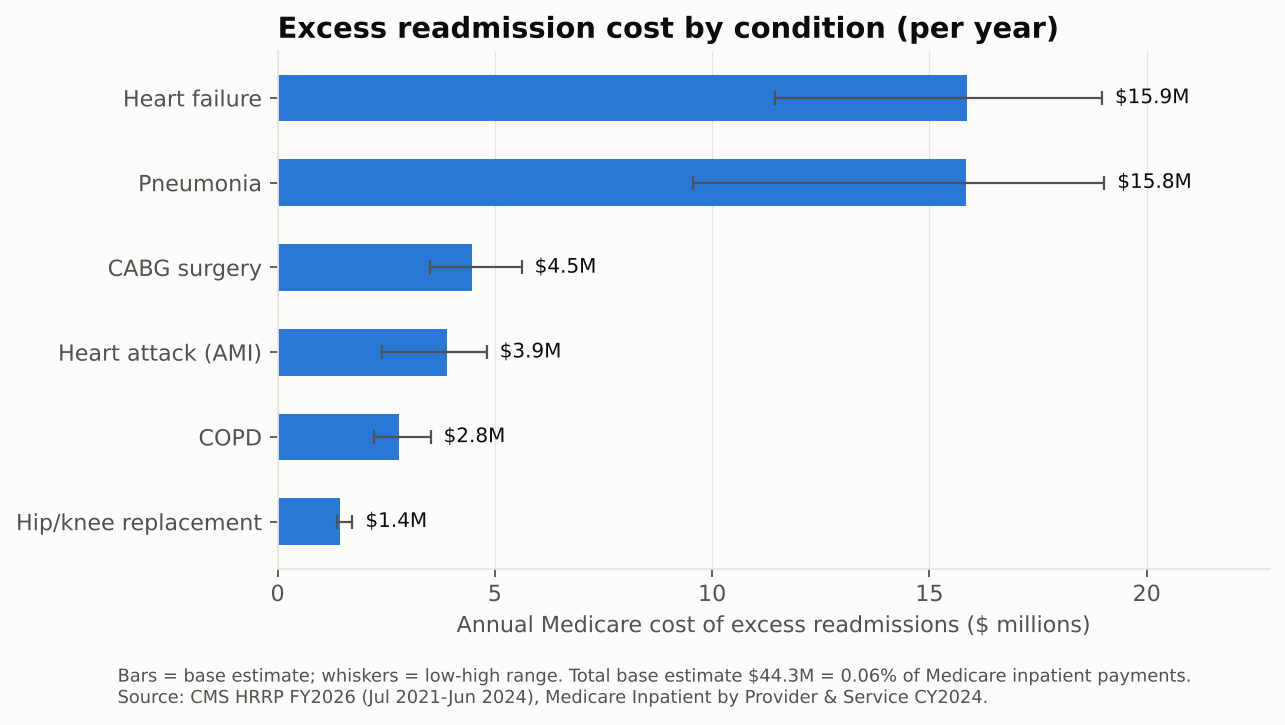 Excess readmission cost by condition (per year)
Heart failure
$15.9M
Pneumonia
$15.8M
CABG surgery
$4.5M
Heart attack (AMI)
$3.9M
COPD
$2.8M
Hip/knee replacement
$1.4M
0 5 10 15 20
Annual Medicare cost of excess readmissions ($ millions)
Bars = base estimate; whiskers = low-high range. Total base estimate $44.3M = 0.06% of Medicare inpatient payments.
Source: CMS HRRP FY2026 (Jul 2021-Jun 2024), Medicare Inpatient by Provider & Service CY2024.